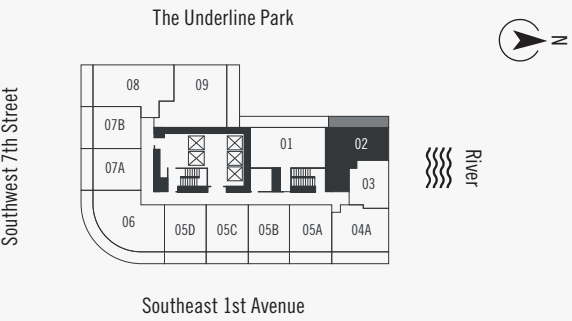 The Underline Park
N
Southwest 7th Street
08
09
07B
01
02
07A
03
06
05D
05C
05B
05A
04A
River
Southeast 1st Avenue